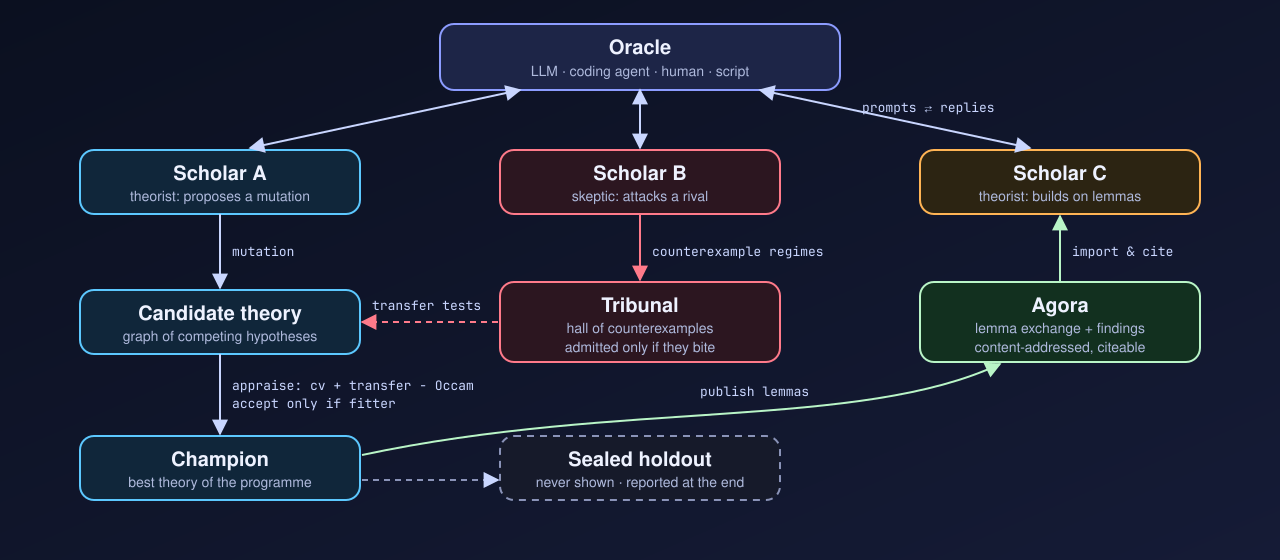 Oracle
LLM · coding agent · human · script
prompts ⇄ replies
Scholar A
theorist: proposes a mutation
Scholar B
skeptic: attacks a rival
Scholar C
theorist: builds on lemmas
mutation
counterexample regimes
import & cite
Candidate theory
graph of competing hypotheses
transfer tests
Tribunal
hall of counterexamples
admitted only if they bite
Agora
lemma exchange + findings
content-addressed, citeable
appraise: cv + transfer - Occam
accept only if fitter
publish lemmas
Champion
best theory of the programme
Sealed holdout
never shown · reported at the end